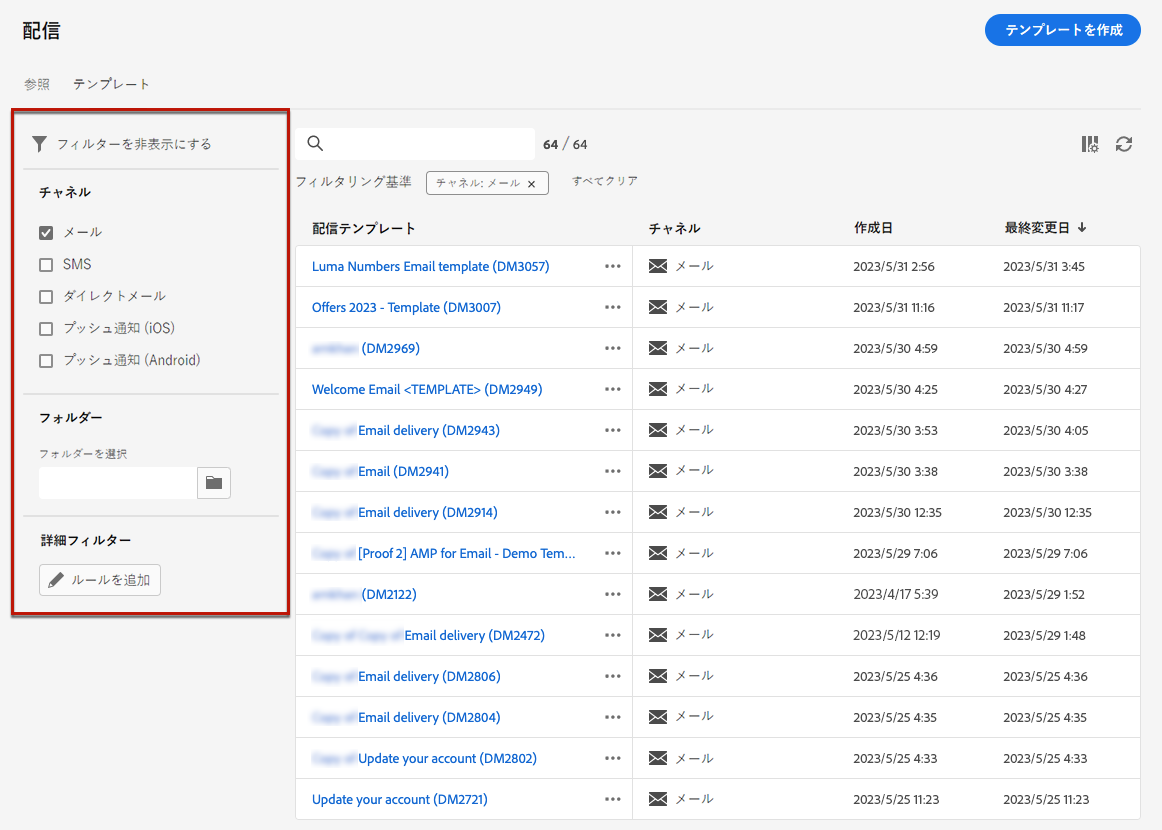 配信
テンプレートを作成
参照 テンプレート
フィルターを非表示にする
チャネル
メール
SMS
ダイレクトメール
プッシュ通知 (iOS)
プッシュ通知 (Android)
フォルダー
フォルダーを選択
詳細フィルター
ルールを追加
64 / 64
フィルタリング基準 チャネル: メール × すべてクリア
配信テンプレート チャネル 作成日 最終変更日 ↓
Luma Numbers Email template (DM3057) ••• メール 2023/5/31 2:56 2023/5/31 3:45
Offers 2023 - Template (DM3007) ••• メール 2023/5/31 11:16 2023/5/31 11:17
(DM2969) ••• メール 2023/5/30 4:59 2023/5/30 4:59
Welcome Email <TEMPLATE> (DM2949) ••• メール 2023/5/30 4:25 2023/5/30 4:27
Email delivery (DM2943) ••• メール 2023/5/30 3:53 2023/5/30 4:05
Email (DM2941) ••• メール 2023/5/30 3:38 2023/5/30 3:38
Email delivery (DM2914) ••• メール 2023/5/30 12:35 2023/5/30 12:35
[Proof 2] AMP for Email - Demo Tem... ••• メール 2023/5/29 7:06 2023/5/29 7:06
(DM2122) ••• メール 2023/4/17 5:39 2023/5/29 1:52
Email delivery (DM2472) ••• メール 2023/5/12 12:19 2023/5/29 1:48
Email delivery (DM2806) ••• メール 2023/5/25 4:36 2023/5/25 4:36
Email delivery (DM2804) ••• メール 2023/5/25 4:35 2023/5/25 4:35
Update your account (DM2802) ••• メール 2023/5/25 4:33 2023/5/25 4:33
Update your account (DM2721) ••• メール 2023/5/25 11:23 2023/5/25 11:23